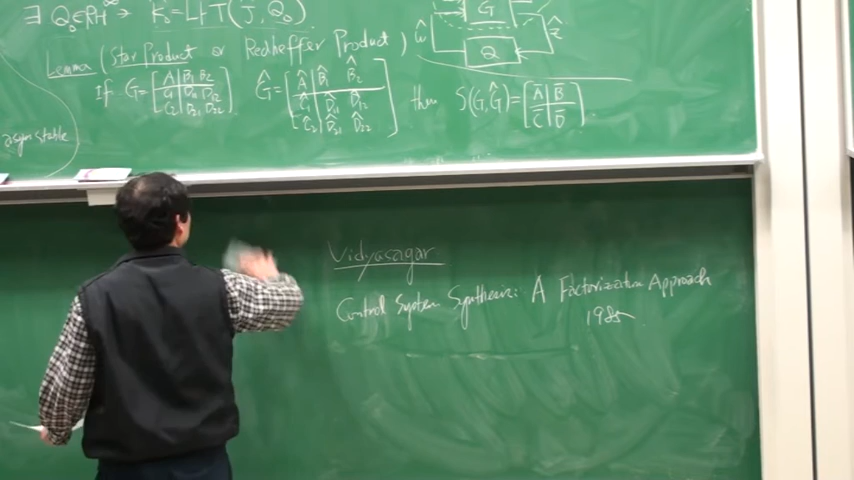 ∃ Q₀∈RH^∞ → K₀=LFT(J, Q₀)
G
ŵ Q ẑ
Lemma (Star Product or Redheffer Product)
If G=[A|B₁ B₂ / C₁|D₁₁ D₁₂ / C₂|D₂₁ D₂₂] Ĝ=[Â|B̂₁ B̂₂ / Ĉ₁|D̂₁₁ D̂₁₂ / Ĉ₂|D̂₂₁ D̂₂₂] then S(G,Ĝ)=[Ā|B̄ / C̄|D̄]
asym stable
Vidyasagar
Control System Synthesis: A Factorization Approach
1985